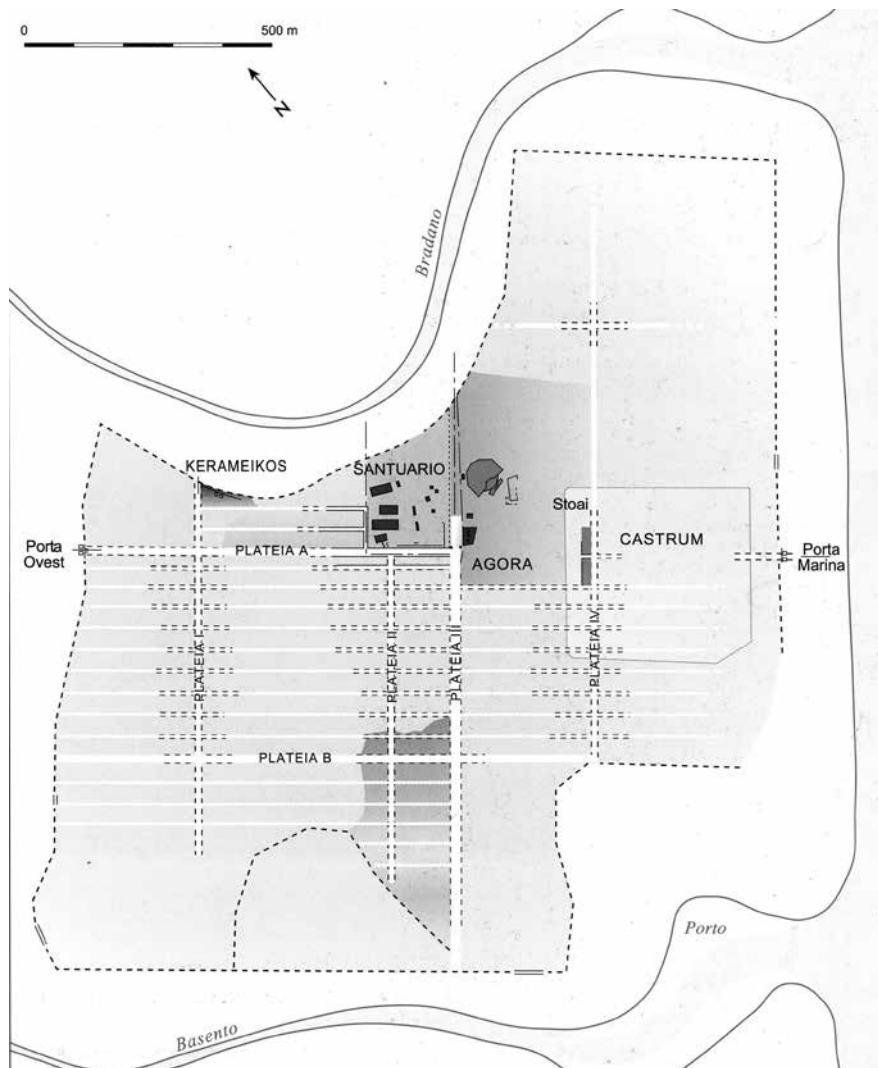 0 500 m
N
Bradano
KERAMEIKOS
SANTUARIO
Stoai
Porta
Ovest
PLATEIA A
AGORA
CASTRUM
Porta
Marina
PLATEIA I
PLATEIA II
PLATEIA III
PLATEIA IV
PLATEIA B
Porto
Basento